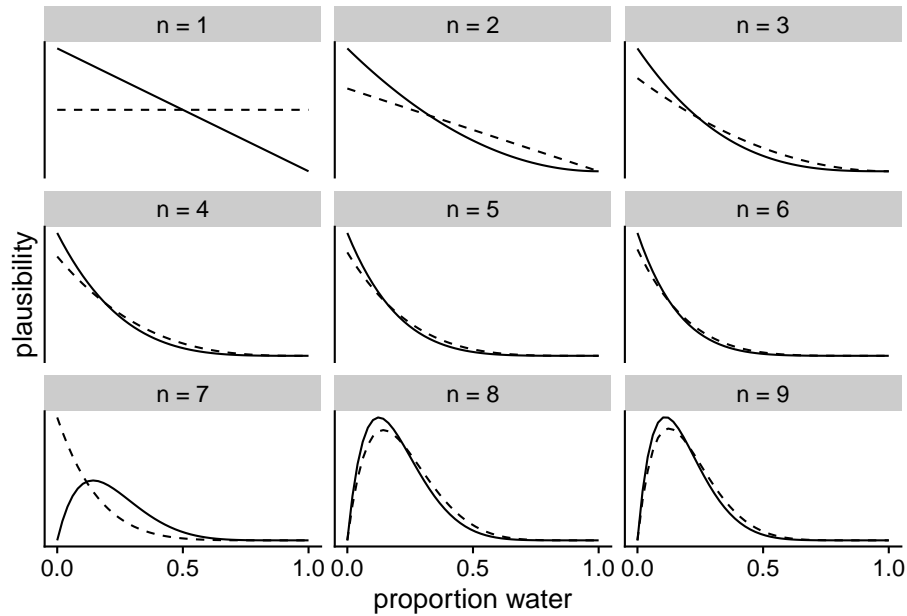 n = 1
n = 2
n = 3
n = 4
n = 5
n = 6
plausibility
n = 7
n = 8
n = 9
0.0
0.5
1.0
0.0
0.5
1.0
0.0
0.5
1.0
proportion water